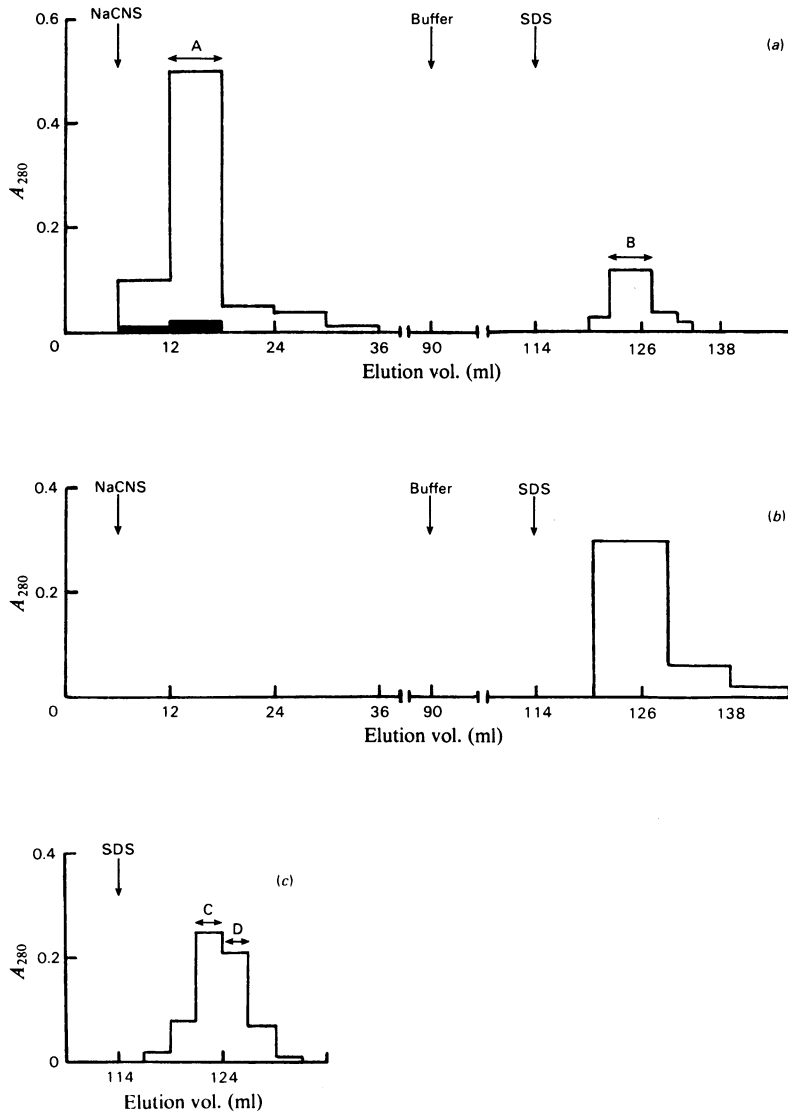 NaCNS Buffer SDS
(a)
A
B
0.6
0.4
0.2
0
A280
12 24 36 90 114 126 138
Elution vol. (ml)
NaCNS Buffer SDS
(b)
0.4
0.2
0
A280
12 24 36 90 114 126 138
Elution vol. (ml)
SDS
(c)
C
D
0.4
0.2
0
A280
114 124
Elution vol. (ml)